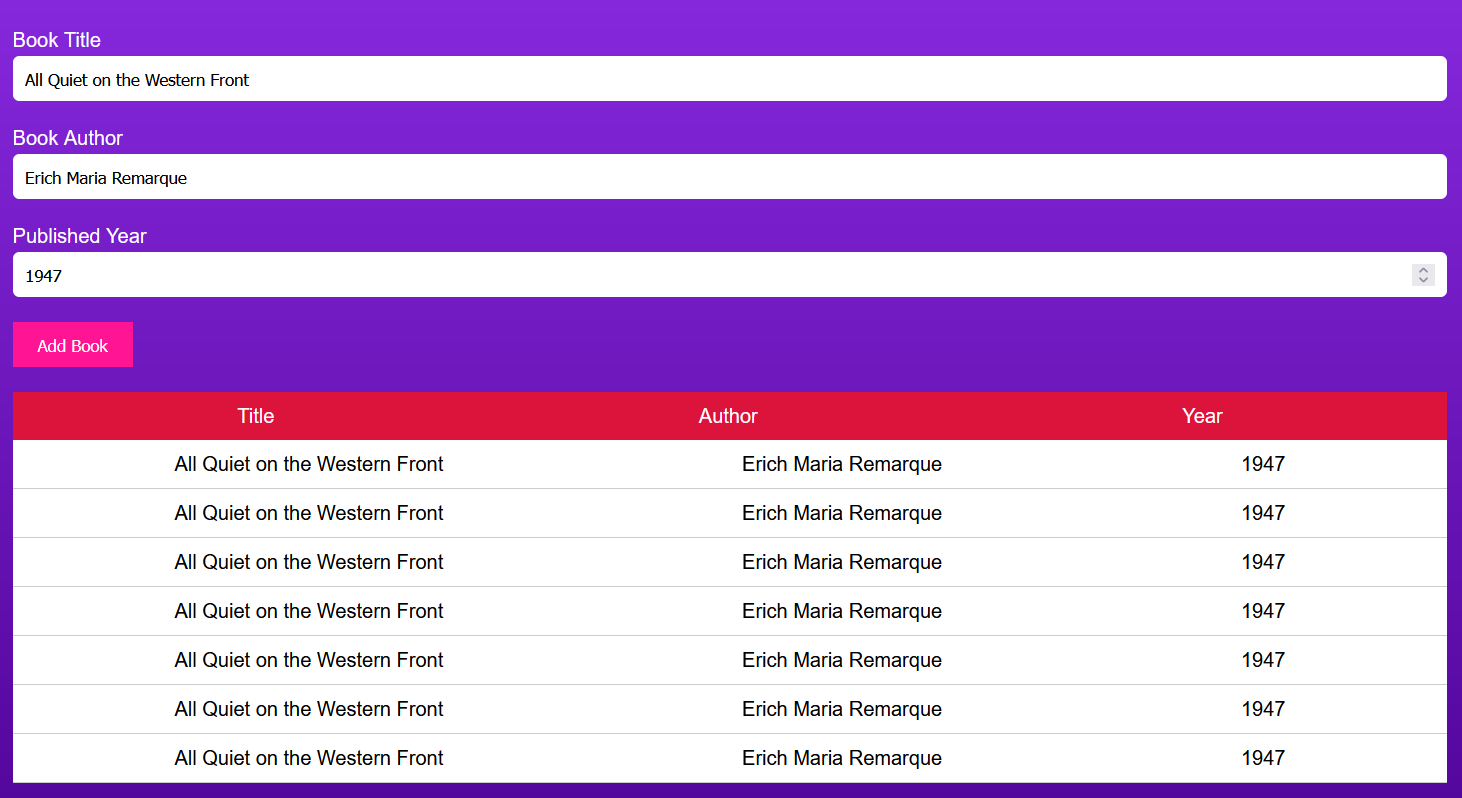 Book Title
All Quiet on the Western Front
Book Author
Erich Maria Remarque
Published Year
1947
Add Book
Title Author Year
All Quiet on the Western Front Erich Maria Remarque 1947
All Quiet on the Western Front Erich Maria Remarque 1947
All Quiet on the Western Front Erich Maria Remarque 1947
All Quiet on the Western Front Erich Maria Remarque 1947
All Quiet on the Western Front Erich Maria Remarque 1947
All Quiet on the Western Front Erich Maria Remarque 1947
All Quiet on the Western Front Erich Maria Remarque 1947